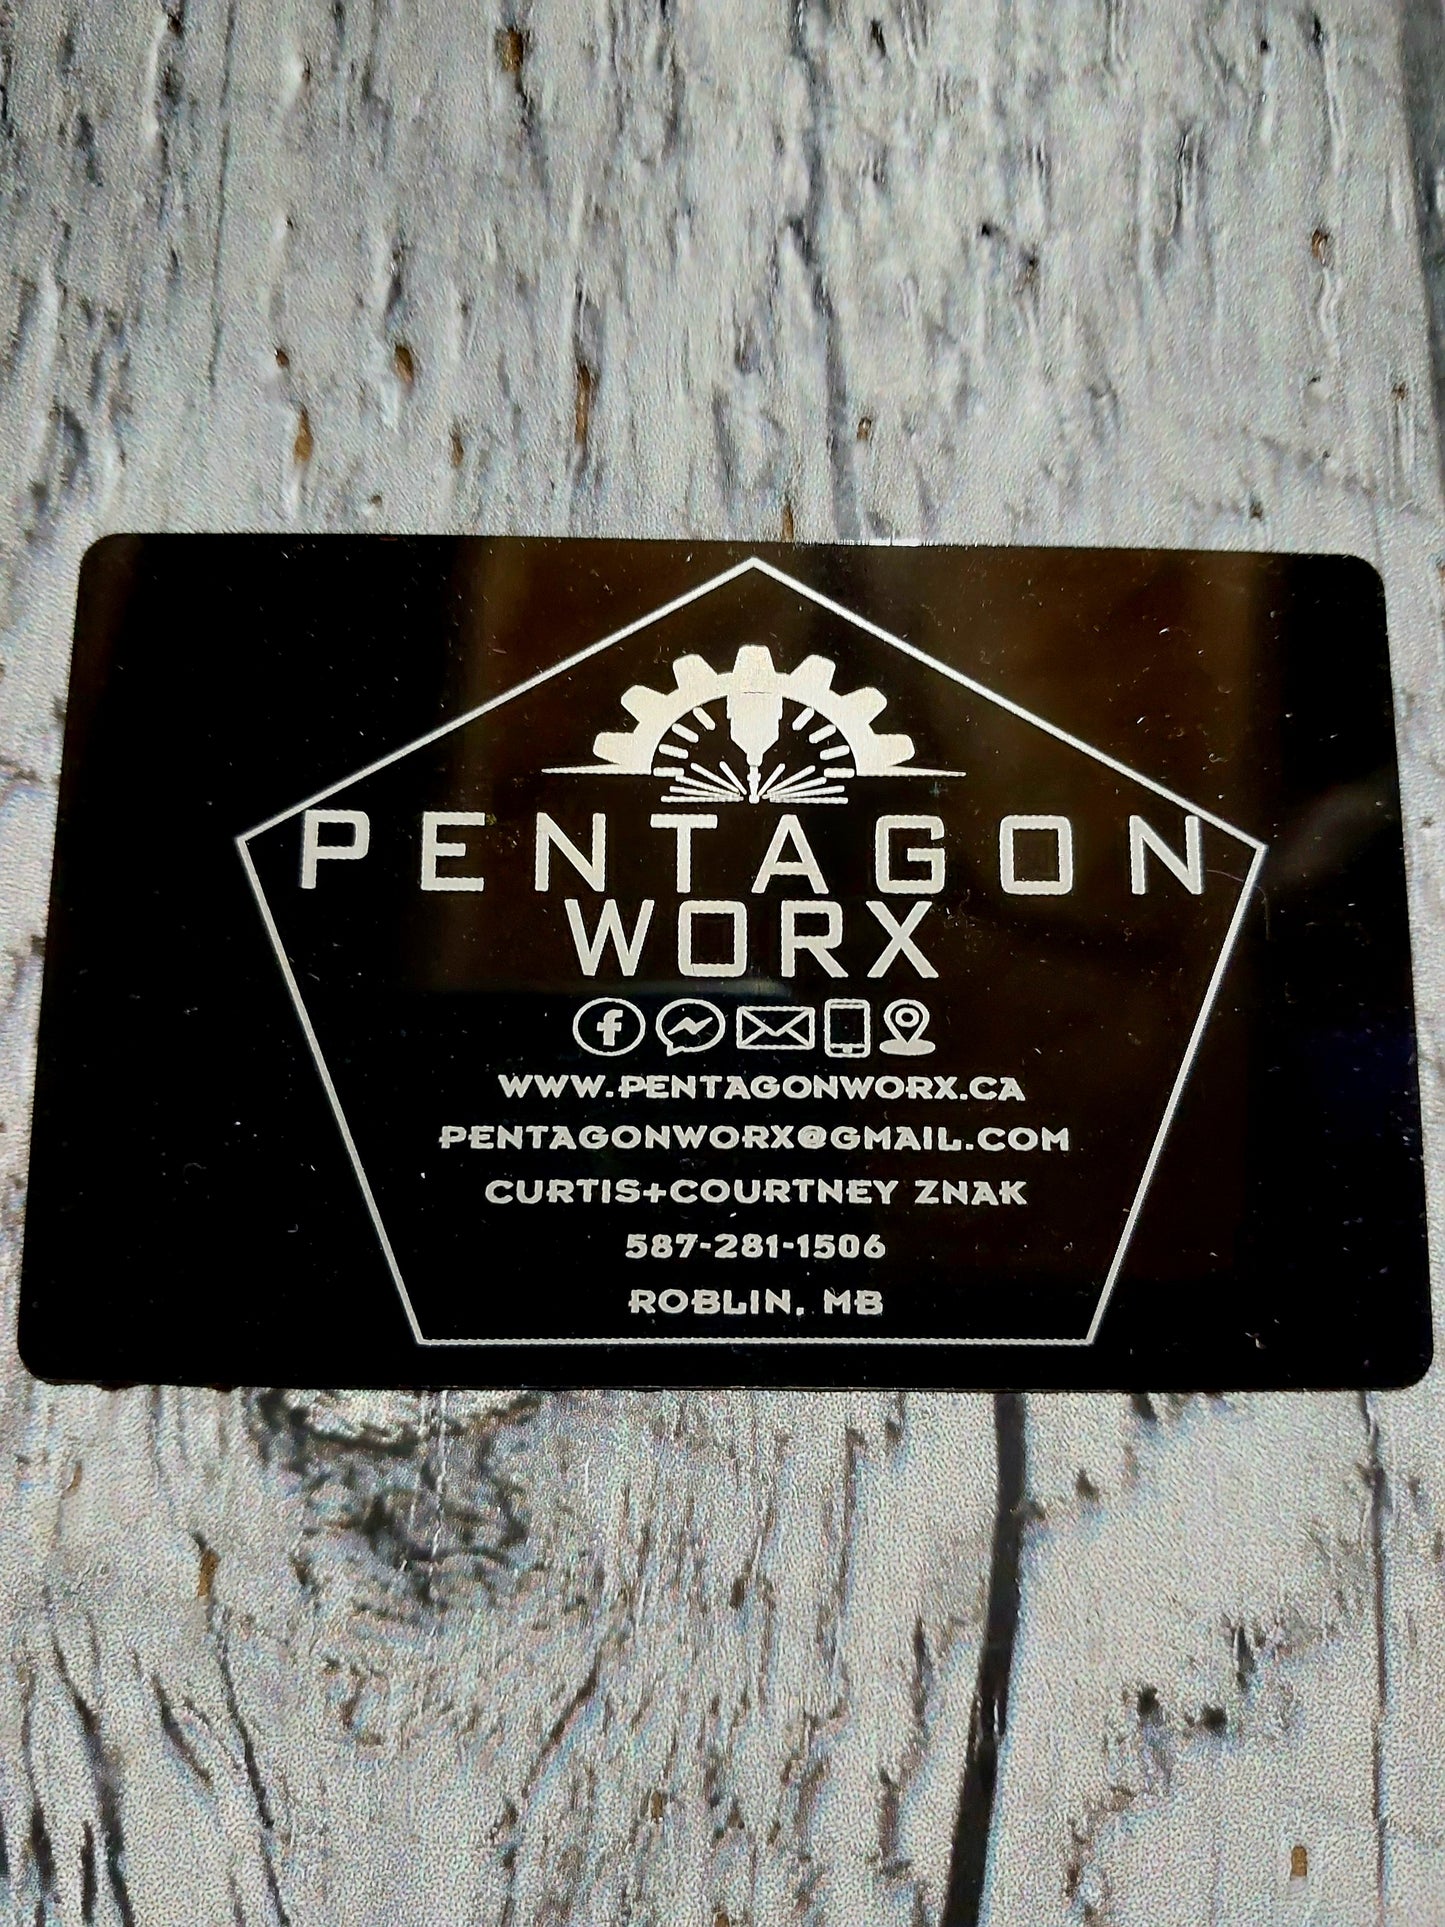 PENTAGON
WORX
WWW.PENTAGONWORX.CA
PENTAGONWORX@GMAIL.COM
CURTIS+COURTNEY ZNAK
587-281-1506
ROBLIN, MB